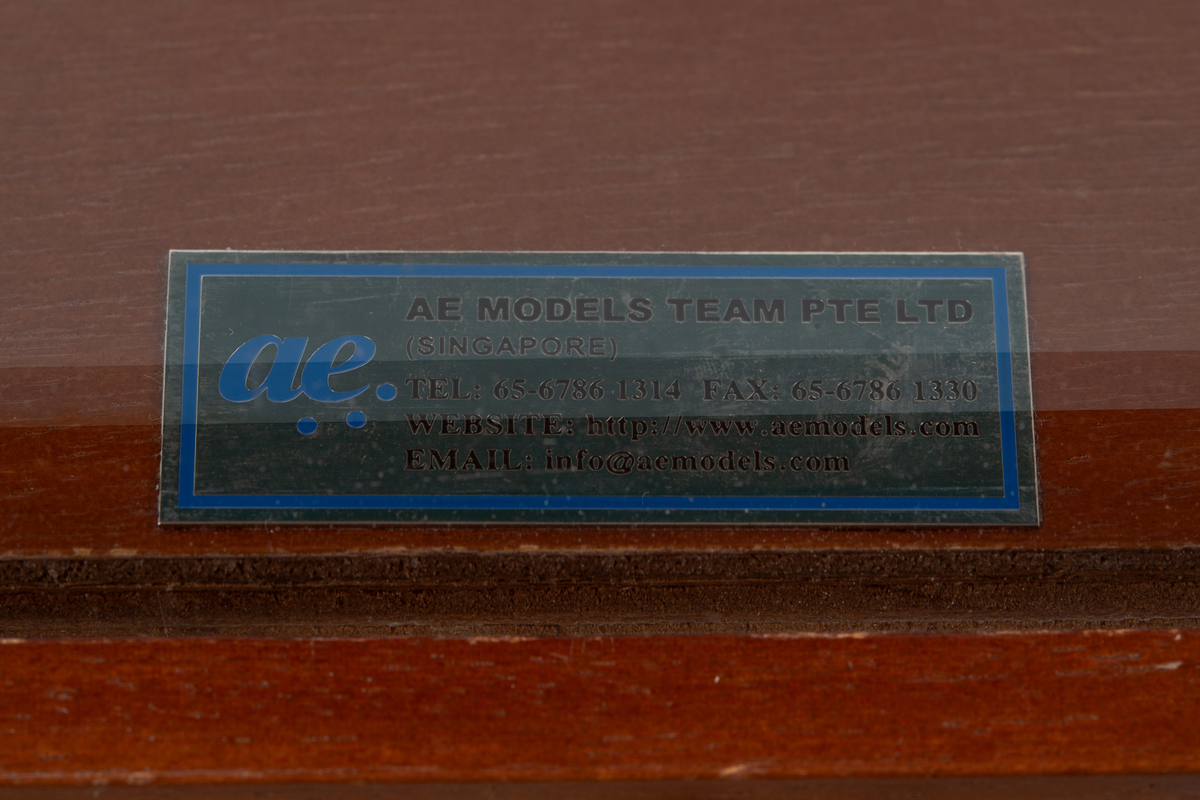 ae.
AE MODELS TEAM PTE LTD
(SINGAPORE)
TEL: 65-6786 1314 FAX: 65-6786 1330
WEBSITE: http://www.aemodels.com
EMAIL: info@aemodels.com